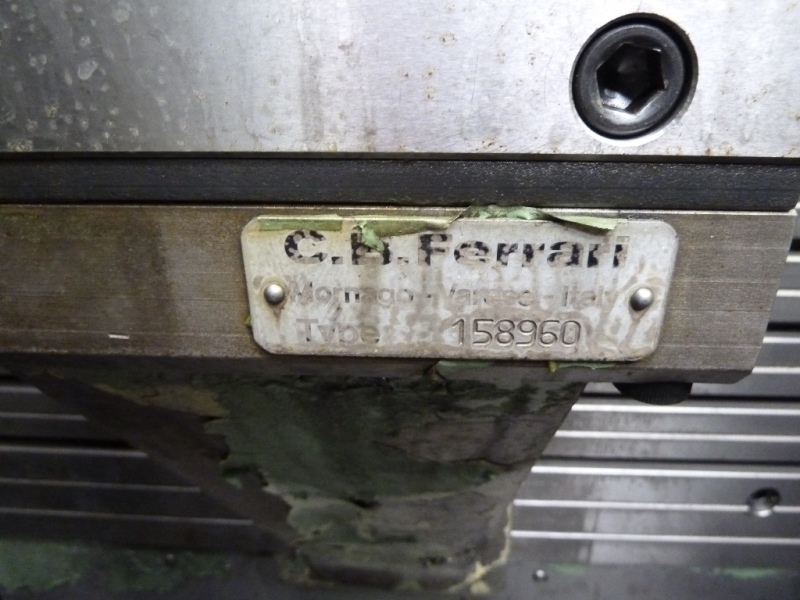 C.B. Ferrari
Mornago - Varese - Italy
Type 158960